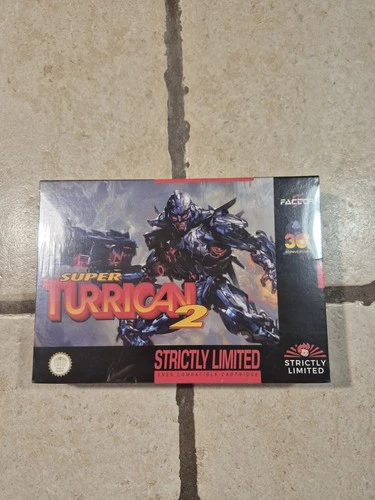 FACTOR
30
SUPER
TURRICAN 2
STRICTLY LIMITED
SNES COMPATIBLE CARTRIDGE
STRICTLY
LIMITED